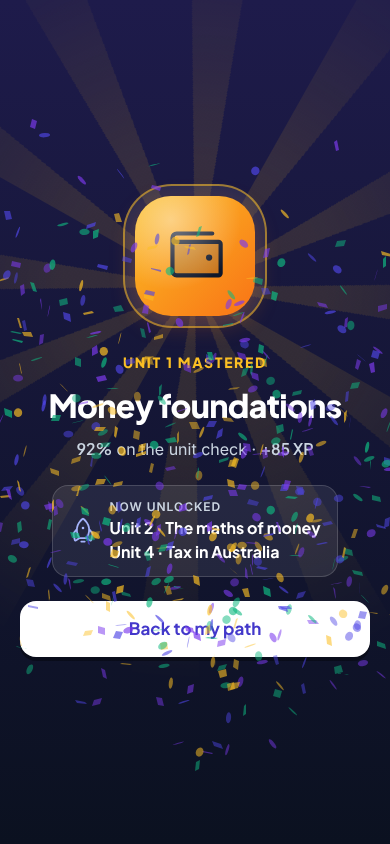 UNIT 1 MASTERED
Money foundations
92% on the unit check · +85 XP
NOW UNLOCKED
Unit 2 · The maths of money
Unit 4 · Tax in Australia
Back to my path